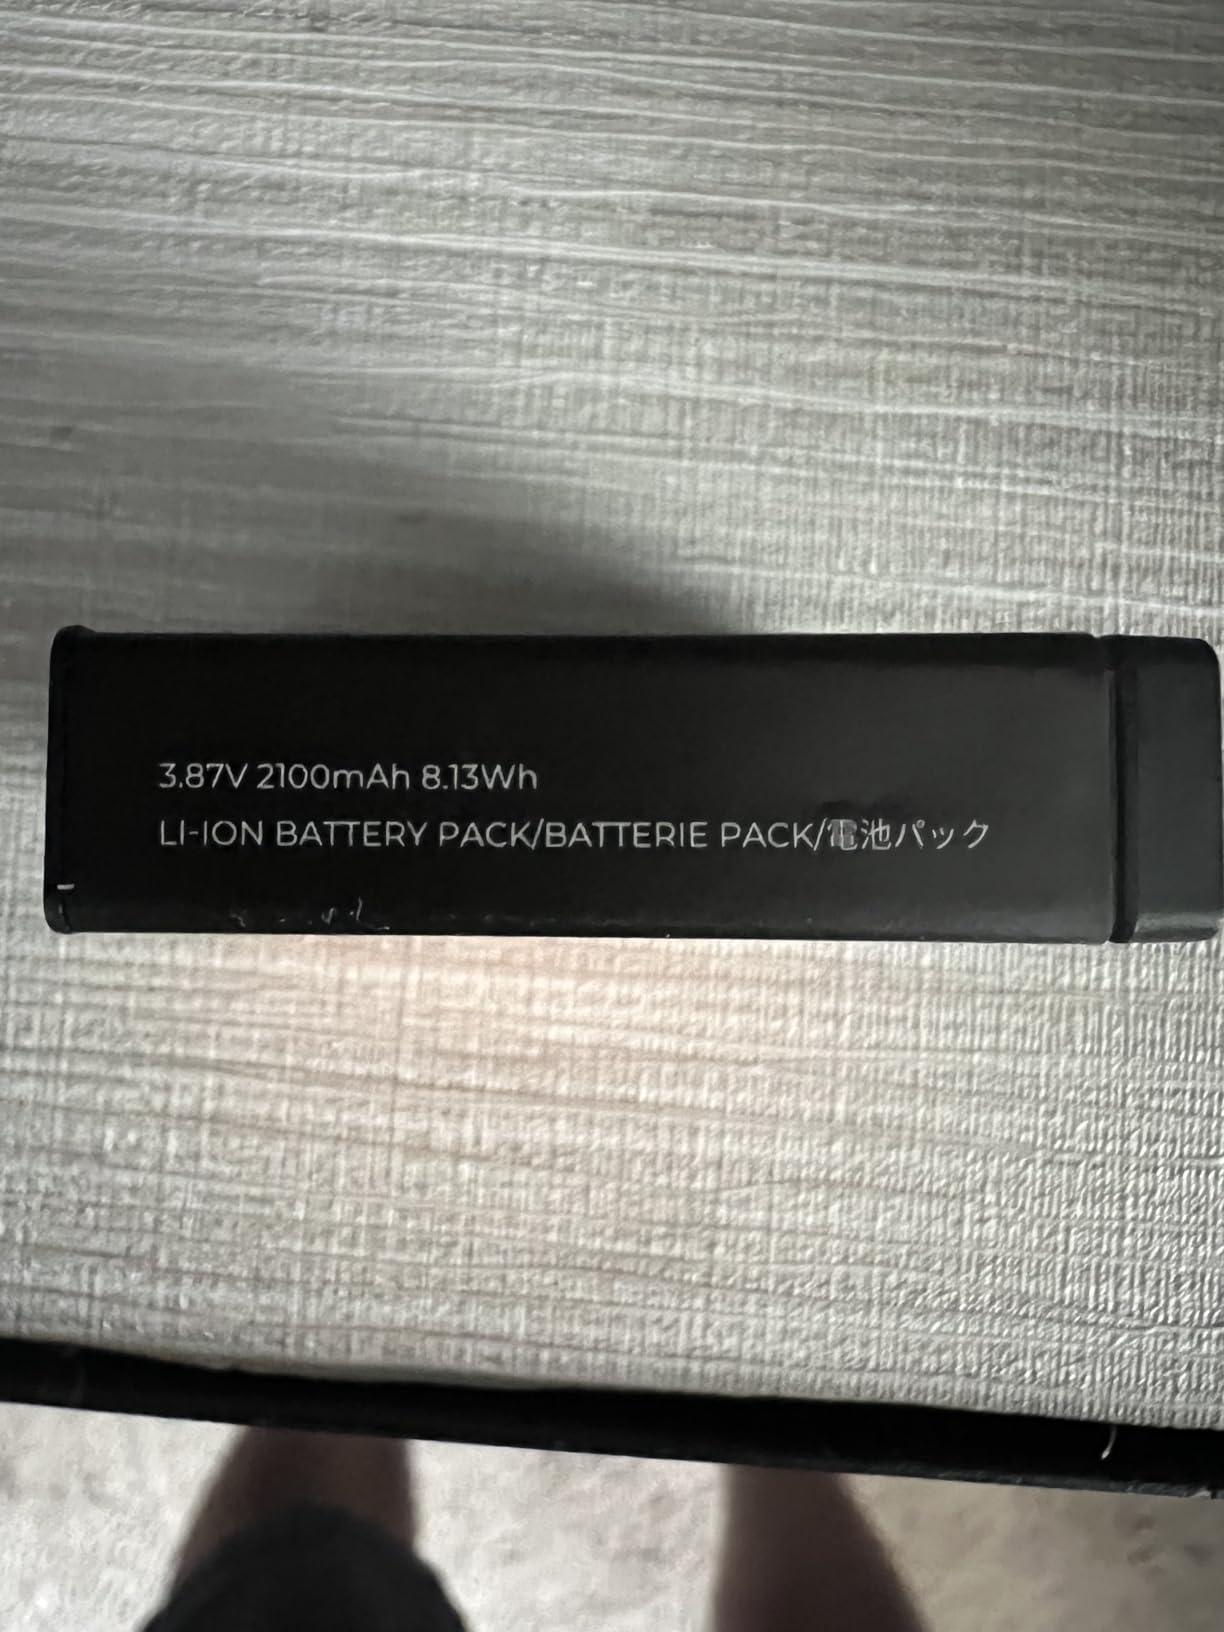 3.87V 2100mAh 8.13Wh
LI-ION BATTERY PACK/BATTERIE PACK/電池パック